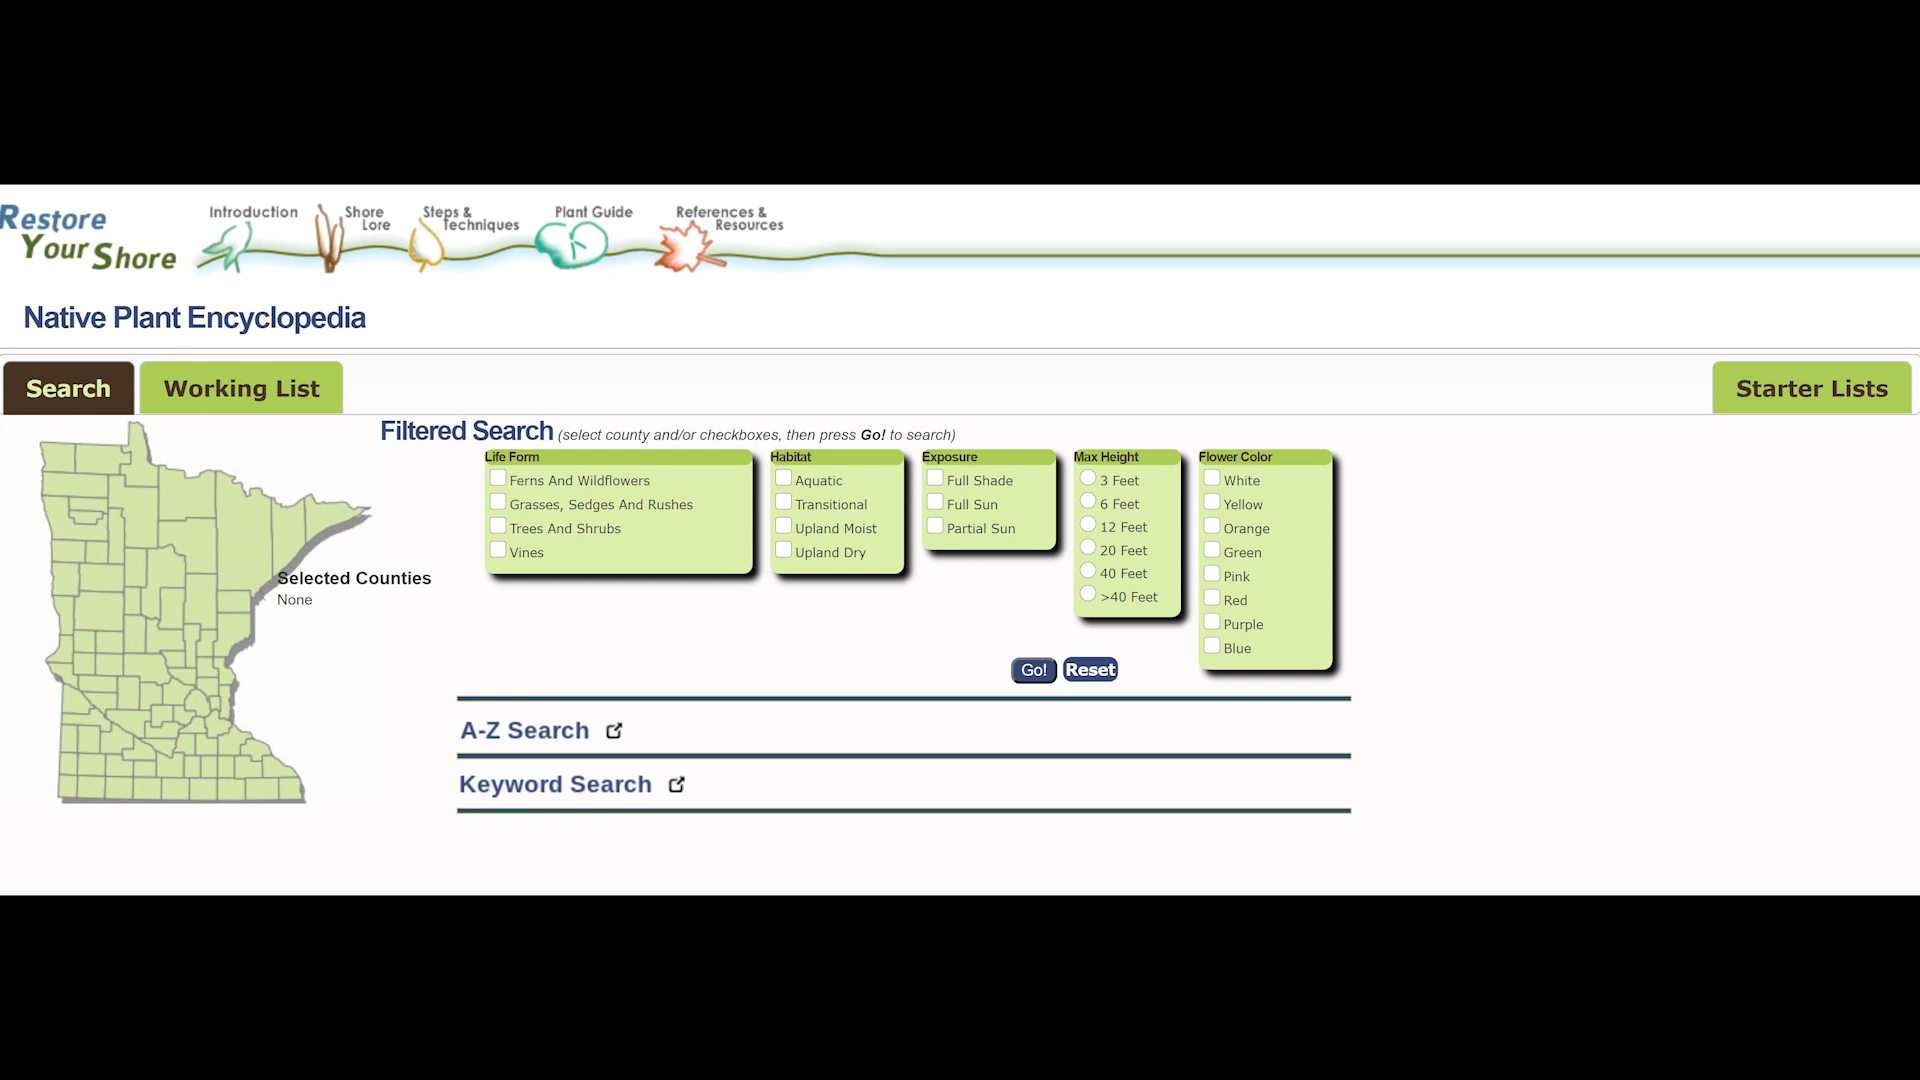 Restore
Your Shore
Introduction
Shore
Lore
Steps &
Techniques
Plant Guide
References &
Resources
Native Plant Encyclopedia
Search
Working List
Starter Lists
Filtered Search (select county and/or checkboxes, then press Go! to search)
Life Form
Ferns And Wildflowers
Grasses, Sedges And Rushes
Trees And Shrubs
Vines
Habitat
Aquatic
Transitional
Upland Moist
Upland Dry
Exposure
Full Shade
Full Sun
Partial Sun
Max Height
3 Feet
6 Feet
12 Feet
20 Feet
40 Feet
>40 Feet
Flower Color
White
Yellow
Orange
Green
Pink
Red
Purple
Blue
Selected Counties
None
Go! Reset
A-Z Search
Keyword Search